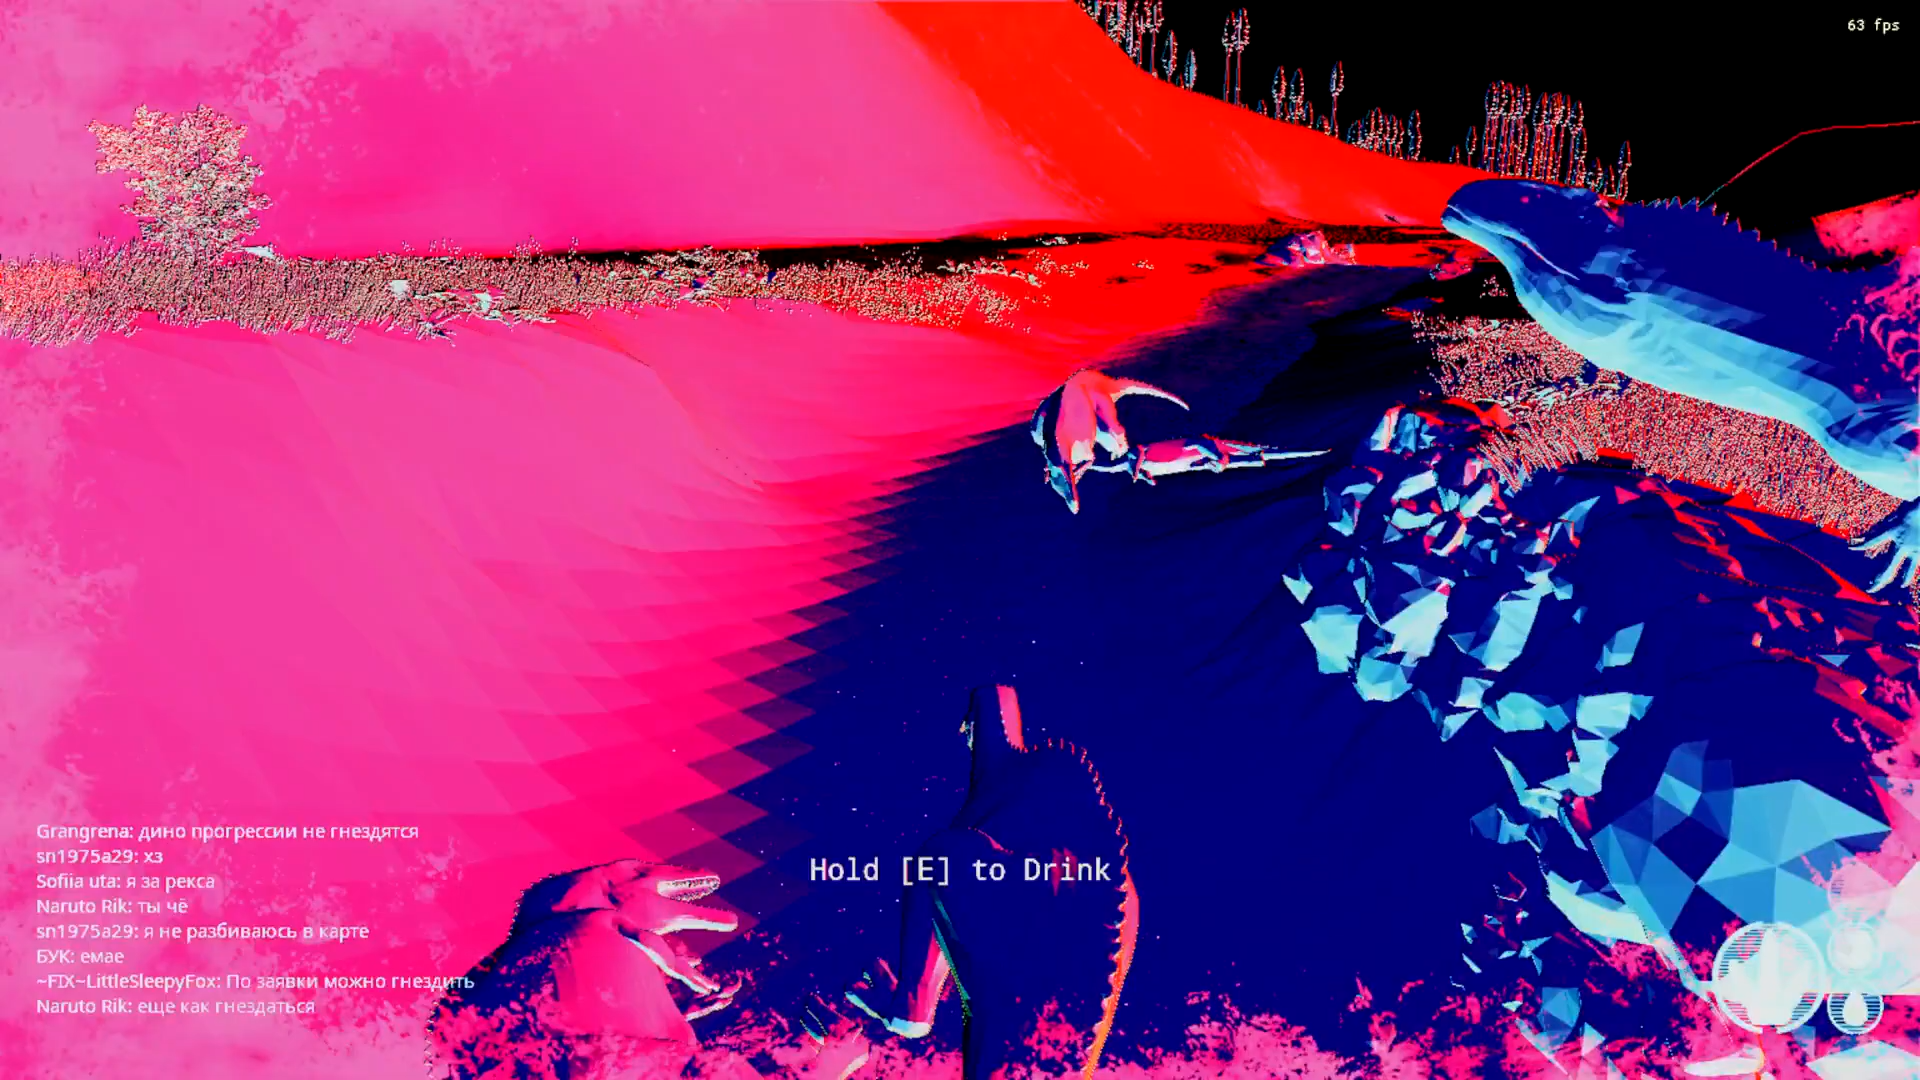 63 fps
Hold [E] to Drink
Grangrena: дино прогрессии не гнездятся
sn1975a29: хз
Sofiia uta: я за рекса
Naruto Rik: ты чё
sn1975a29: я не разбиваюсь в карте
БУК: емае
~FIX~LittleSleepyFox: По заявки можно гнездить
Naruto Rik: еще как гнездаться